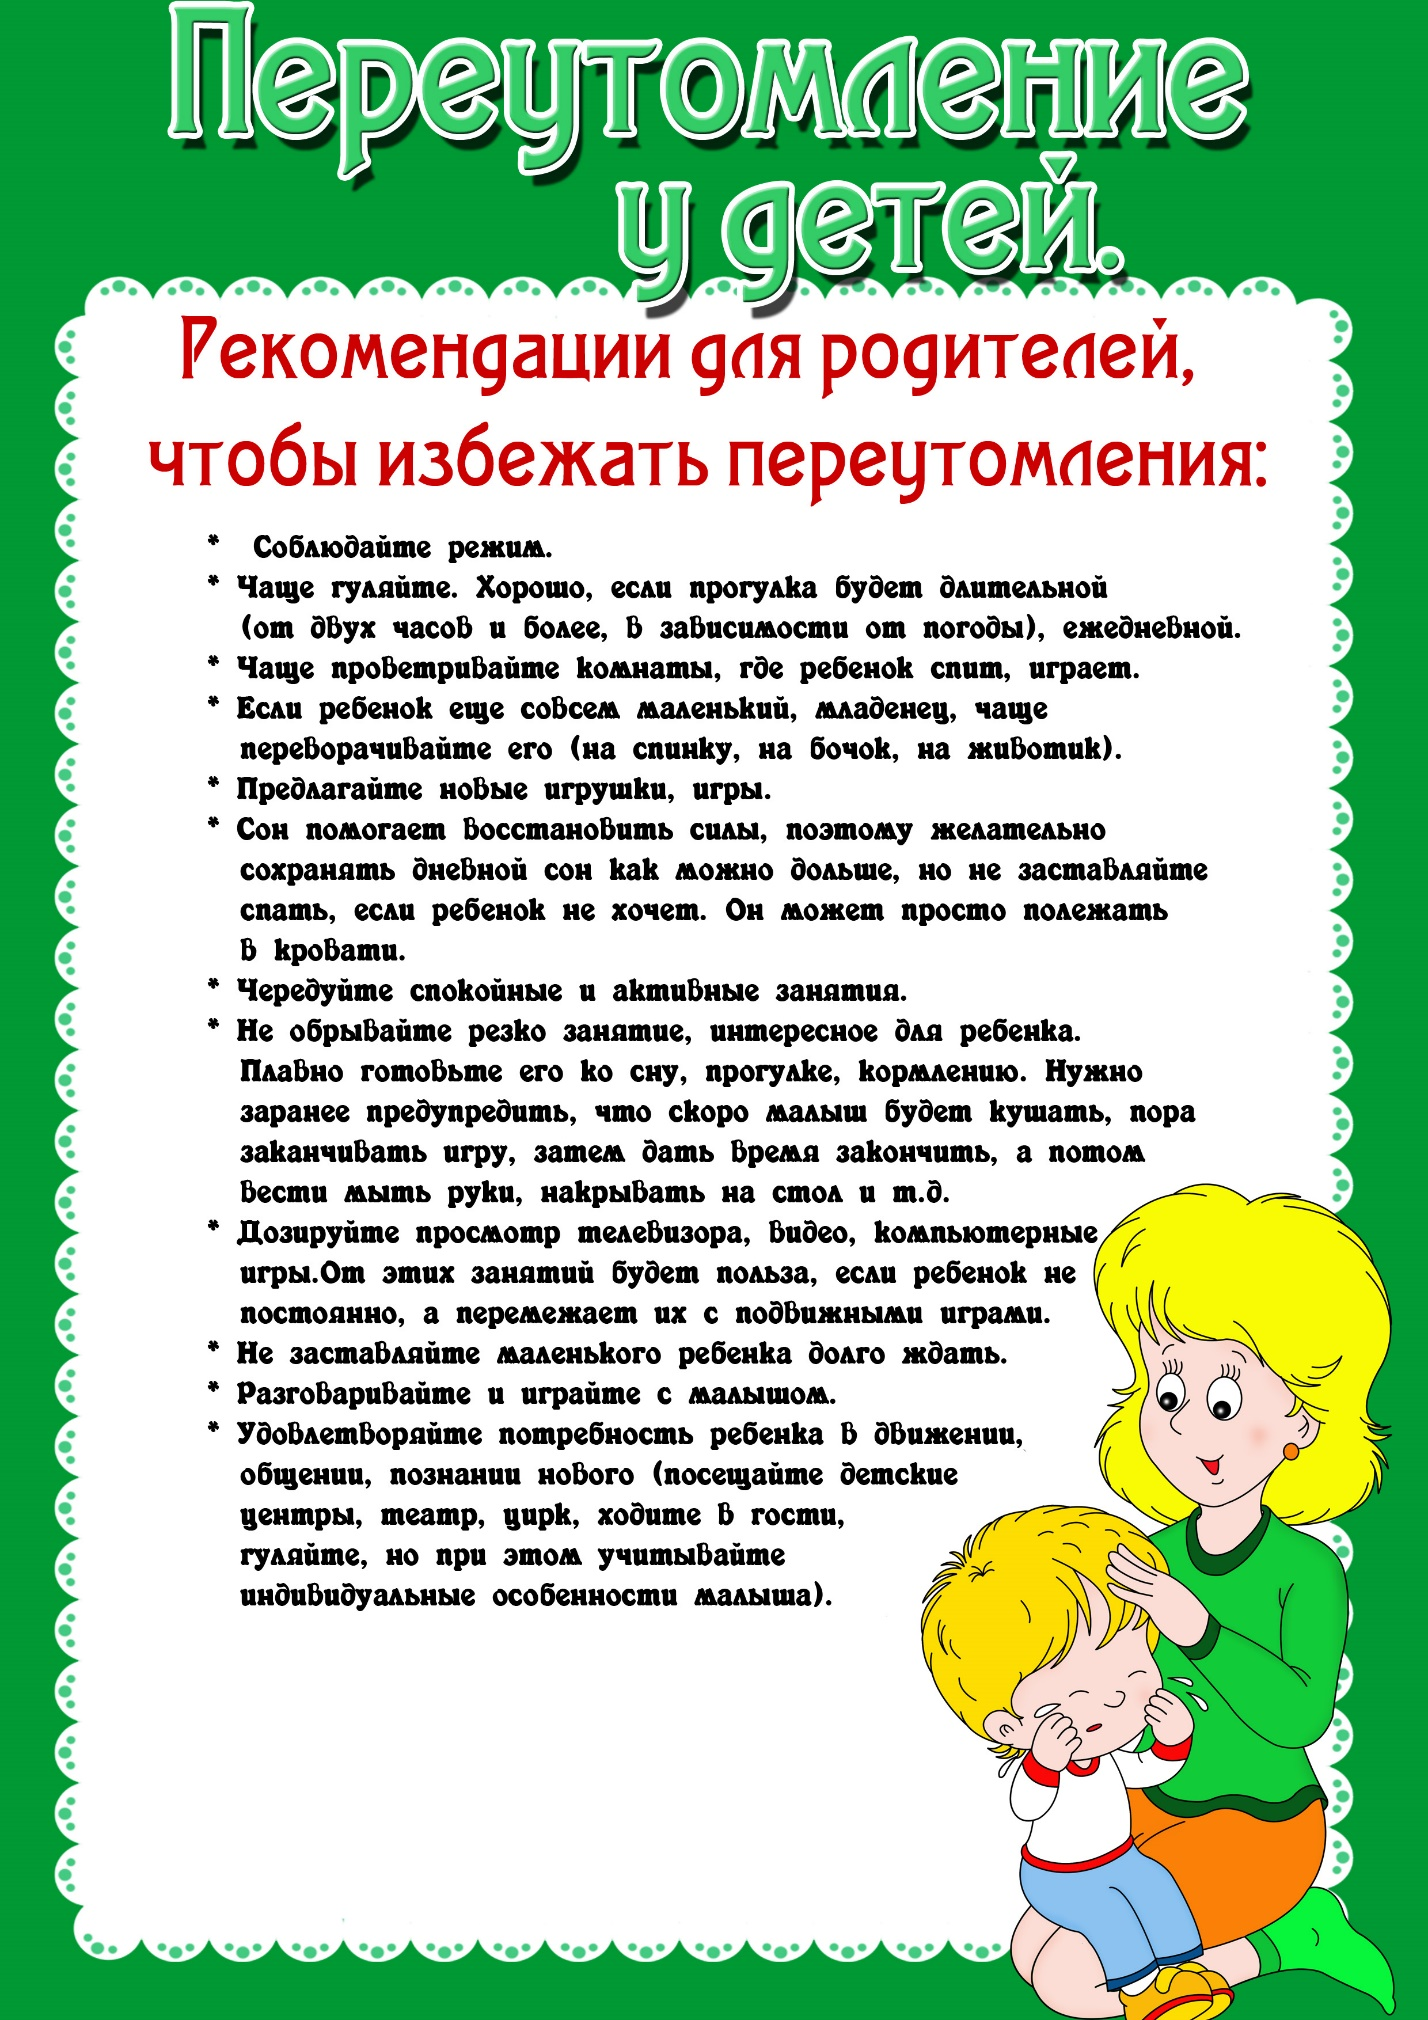 Переутомление
у детей.
Рекомендации для родителей,
чтобы избежать переутомления:
* Соблюдайте режим.
* Чаще гуляйте. Хорошо, если прогулка будет длительной
(от двух часов и более, в зависимости от погоды), ежедневной.
* Чаще проветривайте комнаты, где ребенок спит, играет.
* Если ребенок еще совсем маленький, младенец, чаще
переворачивайте его (на спинку, на бочок, на животик).
* Предлагайте новые игрушки, игры.
* Сон помогает восстановить силы, поэтому желательно
сохранять дневной сон как можно дольше, но не заставляйте
спать, если ребенок не хочет. Он может просто полежать
в кровати.
* Чередуйте спокойные и активные занятия.
* Не обрывайте резко занятие, интересное для ребенка.
Плавно готовьте его ко сну, прогулке, кормлению. Нужно
заранее предупредить, что скоро малыш будет кушать, пора
заканчивать игру, затем дать время закончить, а потом
вести мыть руки, накрывать на стол и т.д.
* Дозируйте просмотр телевизора, видео, компьютерные
игры.От этих занятий будет польза, если ребенок не
постоянно, а перемежает их с подвижными играми.
* Не заставляйте маленького ребенка долго ждать.
* Разговаривайте и играйте с малышом.
* Удовлетворяйте потребность ребенка в движении,
общении, познании нового (посещайте детские
центры, театр, цирк, ходите в гости,
гуляйте, но при этом учитывайте
индивидуальные особенности малыша).